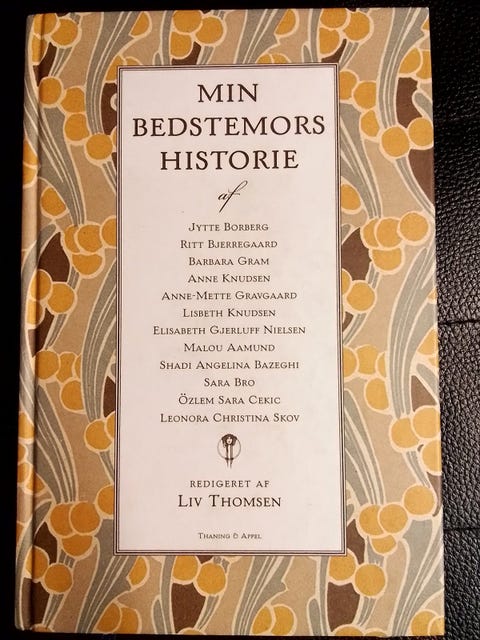 MIN
BEDSTEMORS
HISTORIE
af
JYTTE BORBERG
RITT BJERREGAARD
BARBARA GRAM
ANNE KNUDSEN
ANNE-METTE GRAVGAARD
LISBETH KNUDSEN
ELISABETH GJERLUFF NIELSEN
MALOU AAMUND
SHADI ANGELINA BAZEGHI
SARA BRO
ÖZLEM SARA CEKIC
LEONORA CHRISTINA SKOV
REDIGERET AF
LIV THOMSEN
THANING & APPEL